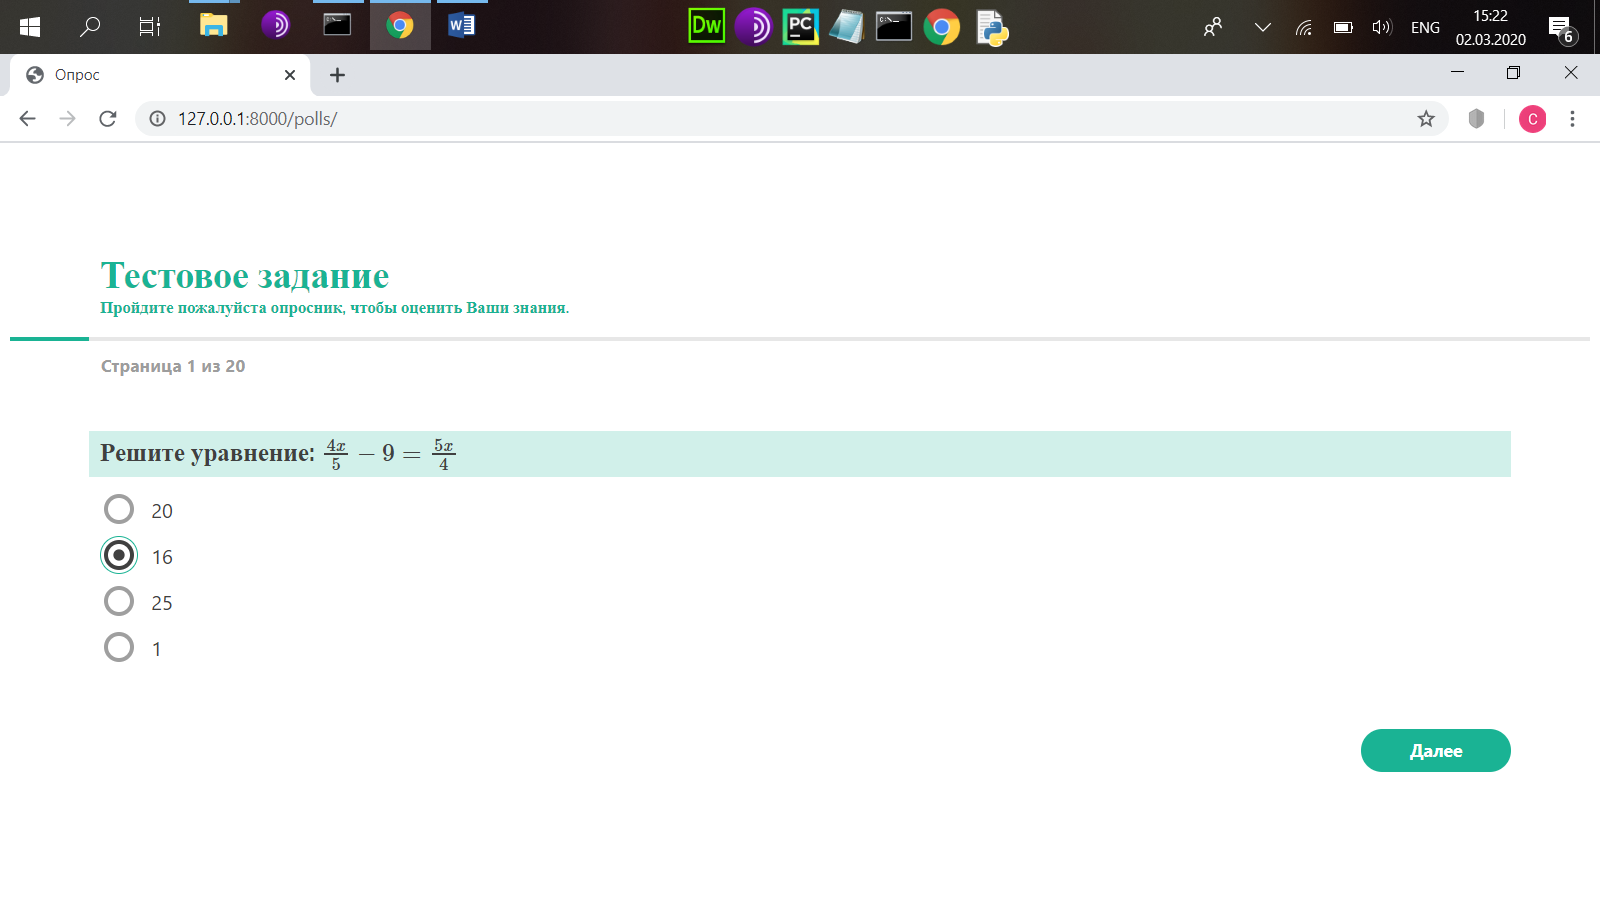 Dw
PC
C:\_
ENG
15:22
02.03.2020
6
Опрос
127.0.0.1:8000/polls/
C
Тестовое задание
Пройдите пожалуйста опросник, чтобы оценить Ваши знания.
Страница 1 из 20
Решите уравнение: 4x/5 − 9 = 5x/4
20
16
25
1
Далее